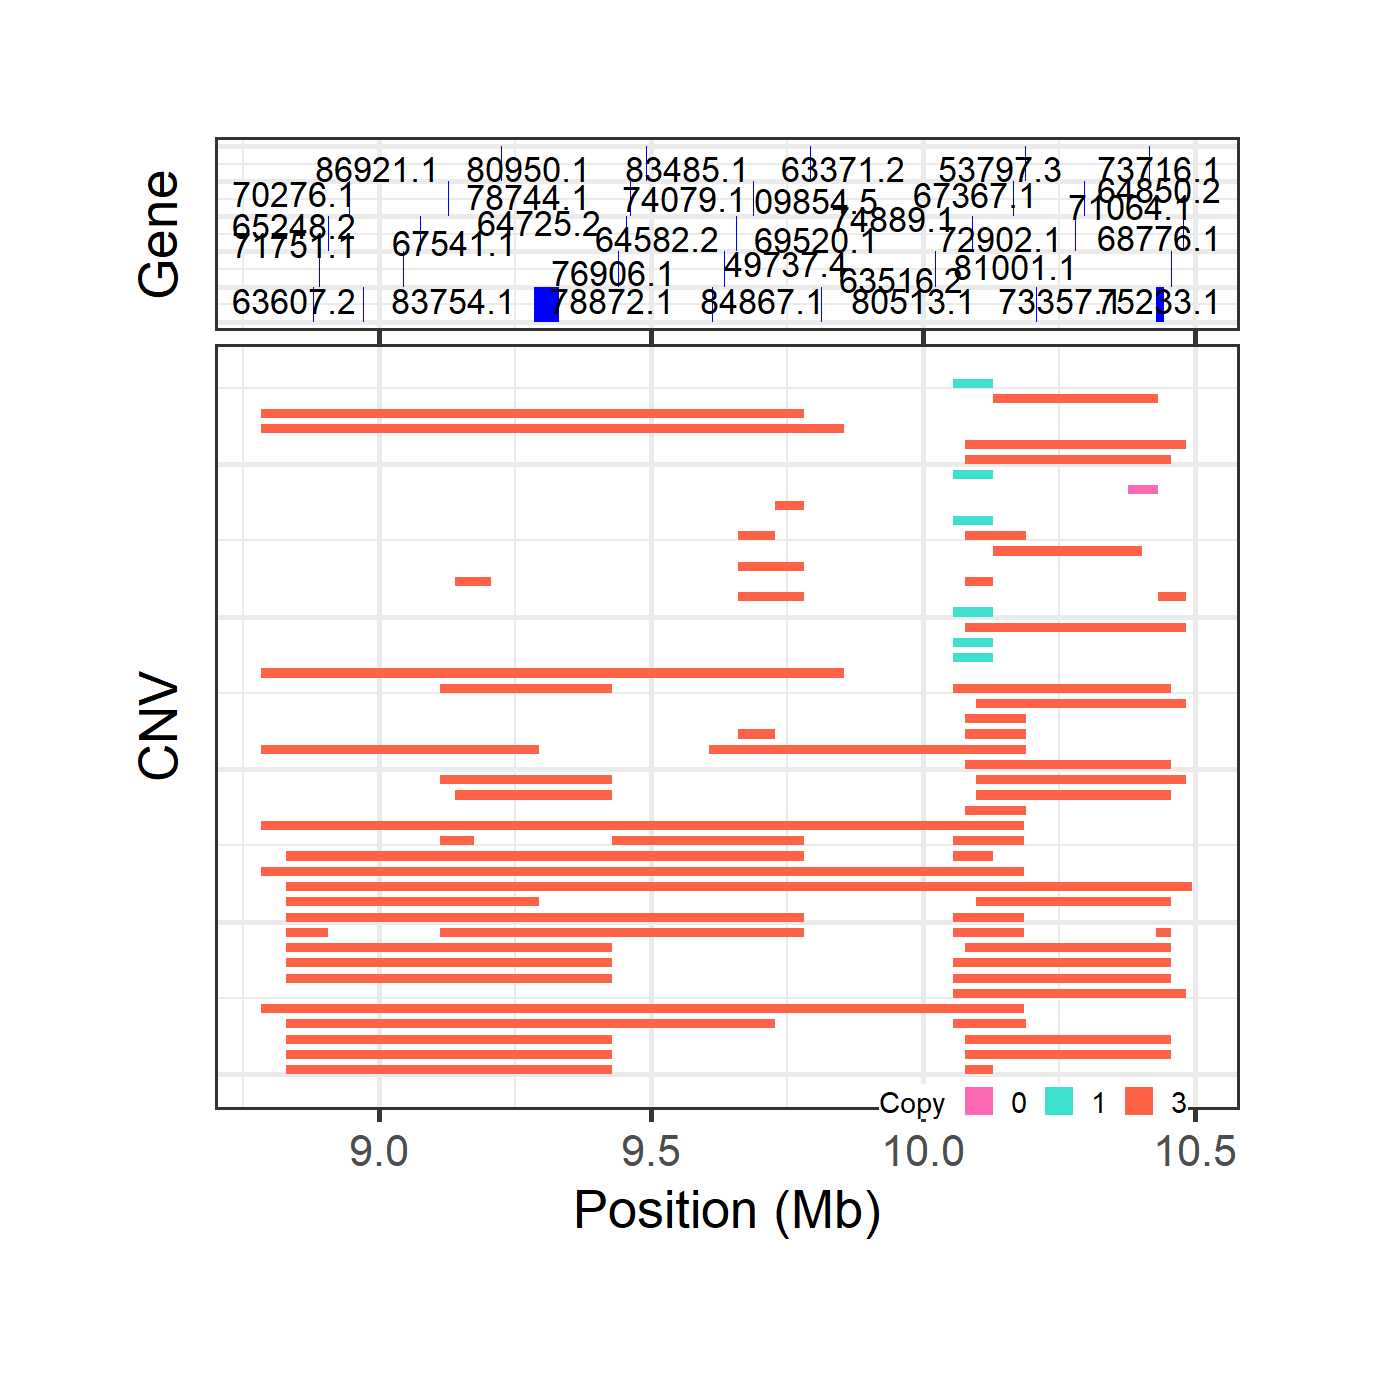 Gene
86921.1 80950.1 83485.1 63371.2 53797.3 73716.1
70276.1 78744.1 74079.1 09854.5 67367.1 64850.2
71064.1
65248.2 64725.2 74889.1
71751.1 67541.1 64582.2 69520.1 72902.1 68776.1
76906.1 49737.4 63516.2 81001.1
63607.2 83754.1 78872.1 84867.1 80513.1 73357.1 75233.1
CNV
Copy 0 1 3
9.0 9.5 10.0 10.5
Position (Mb)